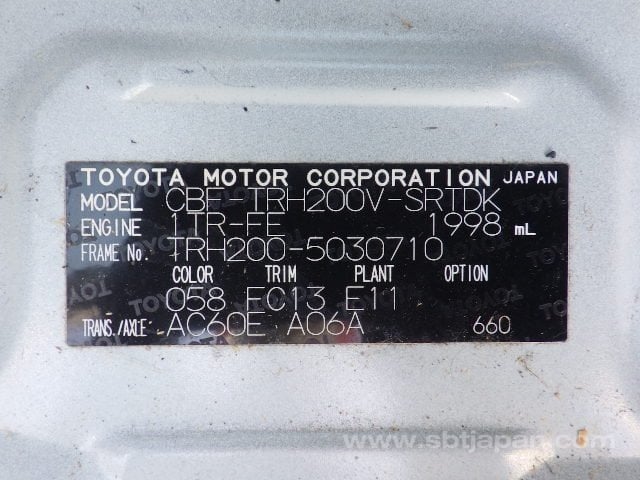 TOYOTA MOTOR CORPORATION JAPAN
MODEL CBF-TRH200V-SRTDK
ENGINE 1TR-FE 1998 mL
FRAME No. TRH200-5030710
COLOR TRIM PLANT OPTION
058 FC13 E11
TRANS./AXLE AC60E A06A 660
www.sbtjapan.com